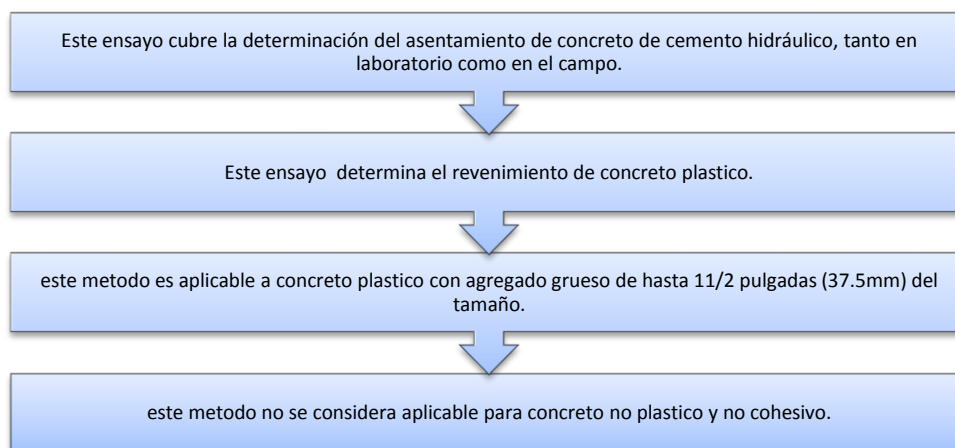 Este ensayo cubre la determinación del asentamiento de concreto de cemento hidráulico, tanto en
laboratorio como en el campo.
Este ensayo  determina el revenimiento de concreto plastico.
este metodo es aplicable a concreto plastico con agregado grueso de hasta 11/2 pulgadas (37.5mm) del
tamaño.
este metodo no se considera aplicable para concreto no plastico y no cohesivo.